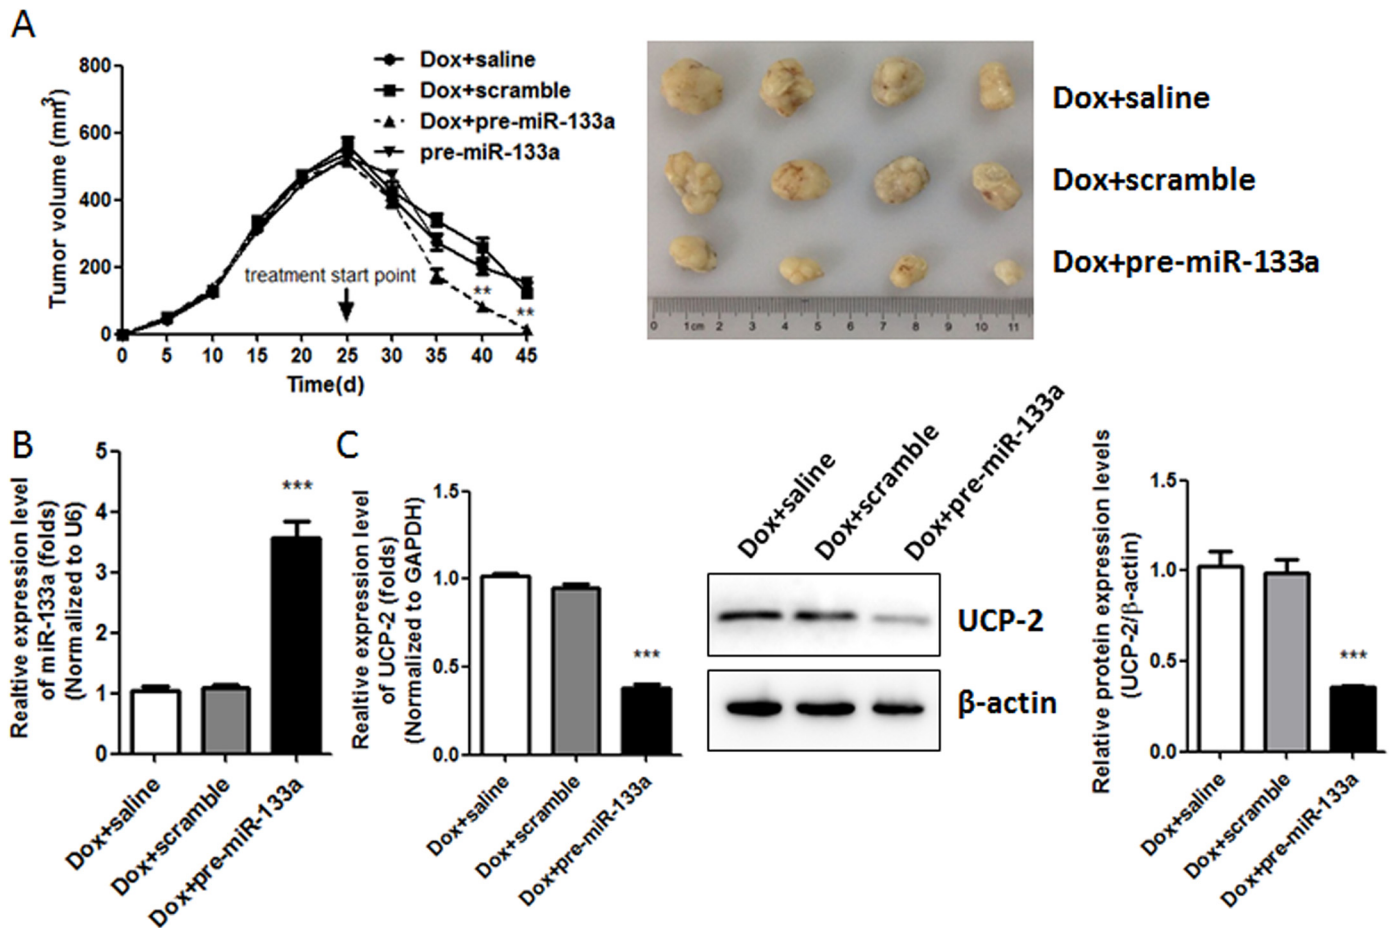 A
Dox+saline
Dox+scramble
Dox+pre-miR-133a
pre-miR-133a
Tumor volume (mm3)
800
600
400
200
0
treatment start point
**
**
0 5 10 15 20 25 30 35 40 45
Time(d)
Dox+saline
Dox+scramble
Dox+pre-miR-133a
0 1cm 2 3 4 5 6 7 8 9 10 11
B
Realtive expression level
of miR-133a (folds)
(Normalized to U6)
5
4
3
2
1
0
***
Dox+saline
Dox+scramble
Dox+pre-miR-133a
C
Realtive expression level
of UCP-2 (folds)
(Normalized to GAPDH)
1.5
1.0
0.5
0.0
***
Dox+saline
Dox+scramble
Dox+pre-miR-133a
Dox+saline
Dox+scramble
Dox+pre-miR-133a
UCP-2
β-actin
Relative protein expression levels
(UCP-2/β-actin)
1.5
1.0
0.5
0.0
***
Dox+saline
Dox+scramble
Dox+pre-miR-133a